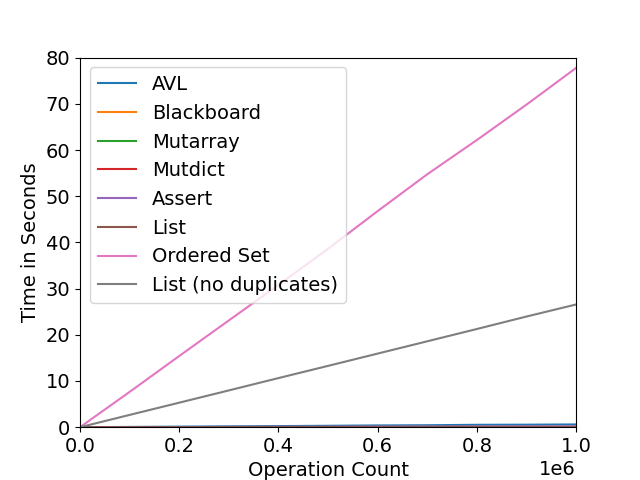 80
70
60
50
40
30
20
10
0
Time in Seconds
AVL
Blackboard
Mutarray
Mutdict
Assert
List
Ordered Set
List (no duplicates)
0.0 0.2 0.4 0.6 0.8 1.0
Operation Count
1e6